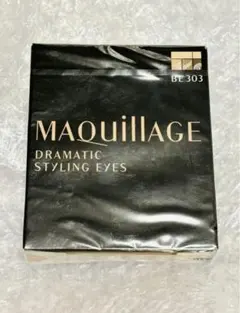 BE303
MAQuillAGE
DRAMATIC
STYLING EYES